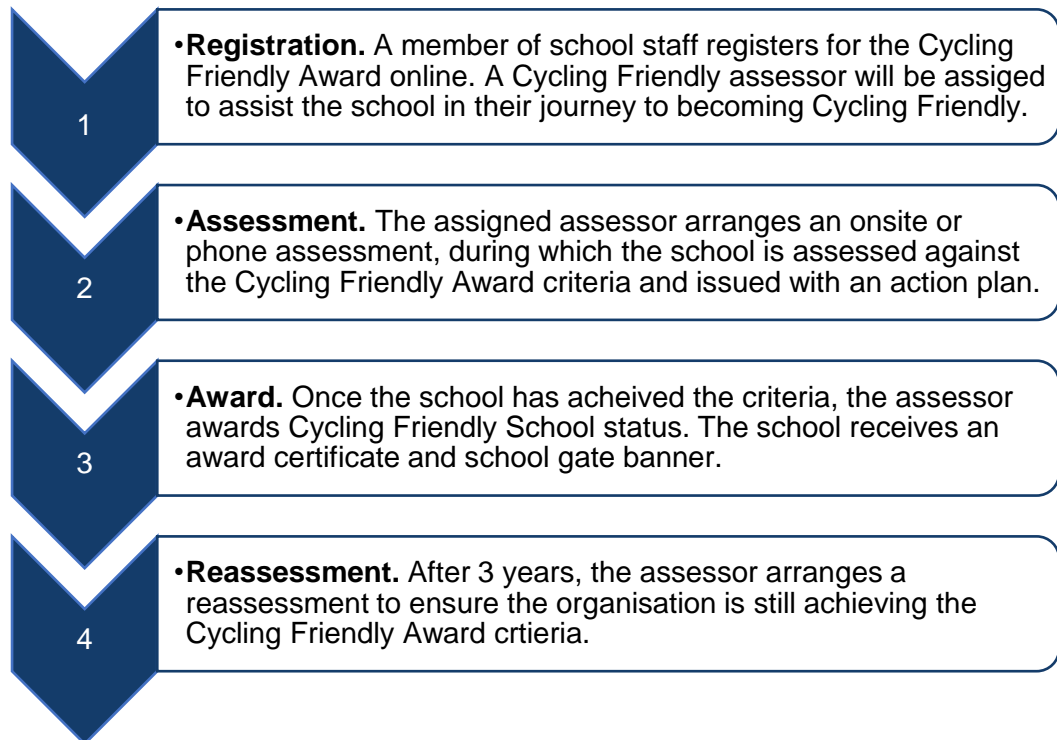 1
•Registration. A member of school staff registers for the Cycling
Friendly Award online. A Cycling Friendly assessor will be assiged
to assist the school in their journey to becoming Cycling Friendly.
2
•Assessment. The assigned assessor arranges an onsite or
phone assessment, during which the school is assessed against
the Cycling Friendly Award criteria and issued with an action plan.
3
•Award. Once the school has acheived the criteria, the assessor
awards Cycling Friendly School status. The school receives an
award certificate and school gate banner.
4
•Reassessment. After 3 years, the assessor arranges a
reassessment to ensure the organisation is still achieving the
Cycling Friendly Award crtieria.